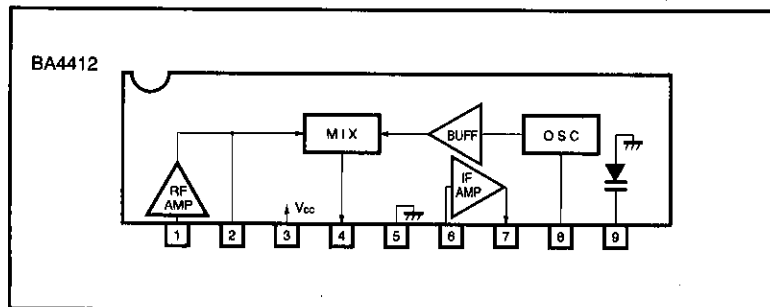 BA4412
MIX
BUFF
OSC
RF
AMP
IF
AMP
Vcc
1 2 3 4 5 6 7 8 9